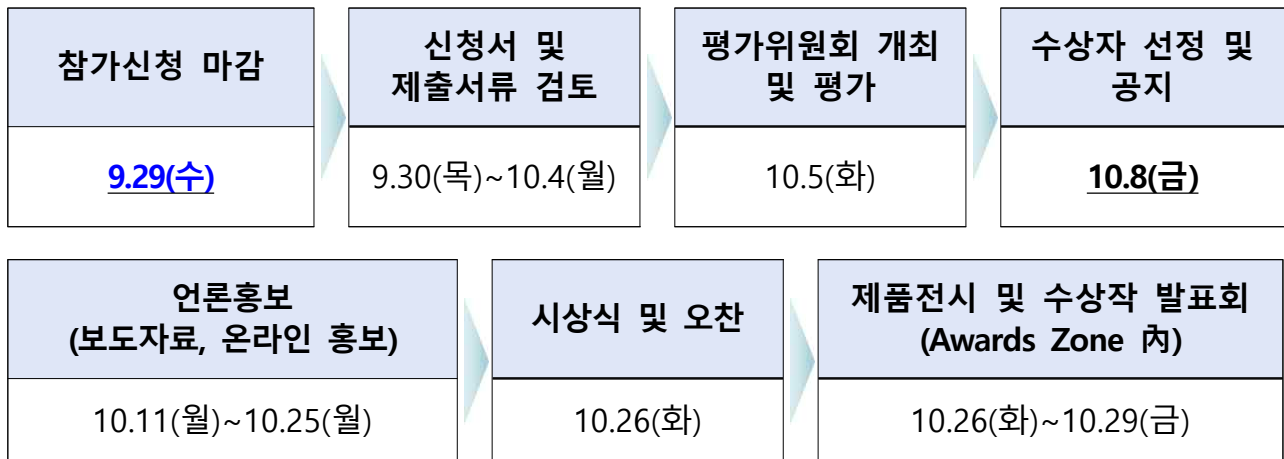 참가신청 마감
신청서 및
제출서류 검토
평가위원회 개최
및 평가
수상자 선정 및
공지
9.29(수)
9.30(목)~10.4(월)
10.5(화)
10.8(금)
언론홍보
(보도자료, 온라인 홍보)
시상식 및 오찬
제품전시 및 수상작 발표회
(Awards Zone 內)
10.11(월)~10.25(월)
10.26(화)
10.26(화)~10.29(금)